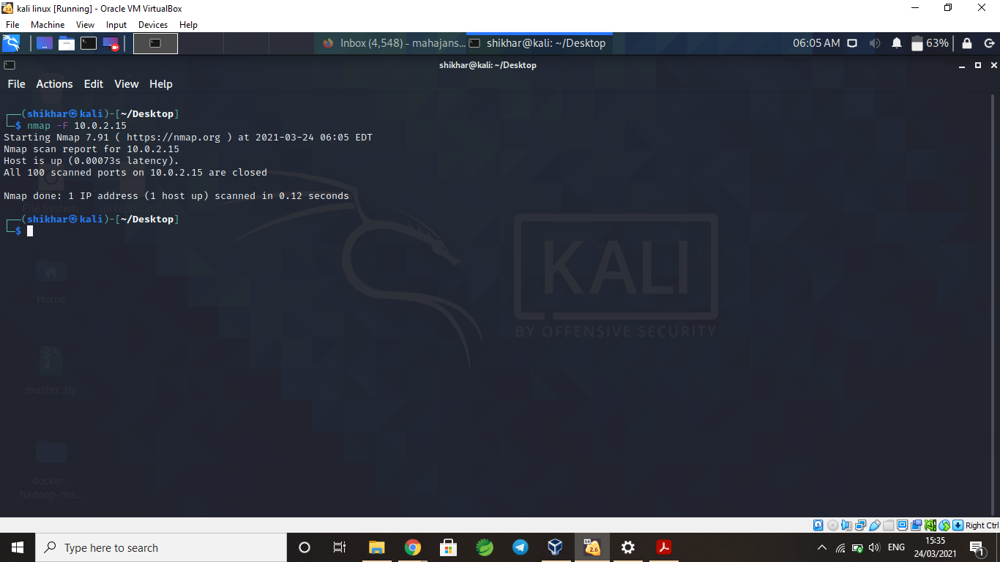 kali linux [Running] - Oracle VM VirtualBox
File Machine View Input Devices Help
Inbox (4,548) - mahajans... shikhar@kali: ~/Desktop 06:05 AM 63%
shikhar@kali: ~/Desktop
File Actions Edit View Help
┌──(shikhar㉿kali)-[~/Desktop]
└─$ nmap -F 10.0.2.15
Starting Nmap 7.91 ( https://nmap.org ) at 2021-03-24 06:05 EDT
Nmap scan report for 10.0.2.15
Host is up (0.00073s latency).
All 100 scanned ports on 10.0.2.15 are closed
Nmap done: 1 IP address (1 host up) scanned in 0.12 seconds
File System
┌──(shikhar㉿kali)-[~/Desktop]
└─$
KALI
BY OFFENSIVE SECURITY
Home
master.zip
docker-
hadoop-ma...
Right Ctrl
Type here to search
64
2.6
ENG
15:35
24/03/2021
1